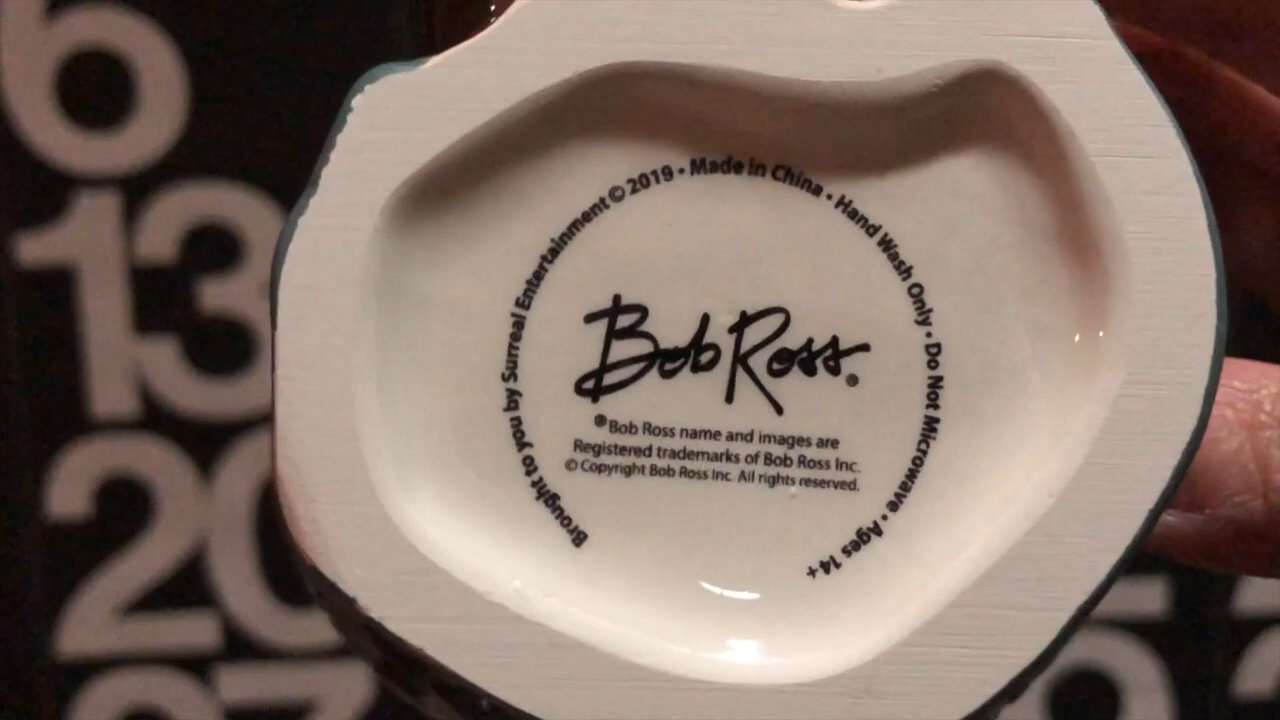 6
13
20
27
Brought to you by Surreal Entertainment © 2019 • Made in China • Hand Wash Only • Do Not Microwave • Ages 14+
Bob Ross®
®Bob Ross name and images are
Registered trademarks of Bob Ross Inc.
© Copyright Bob Ross Inc. All rights reserved.